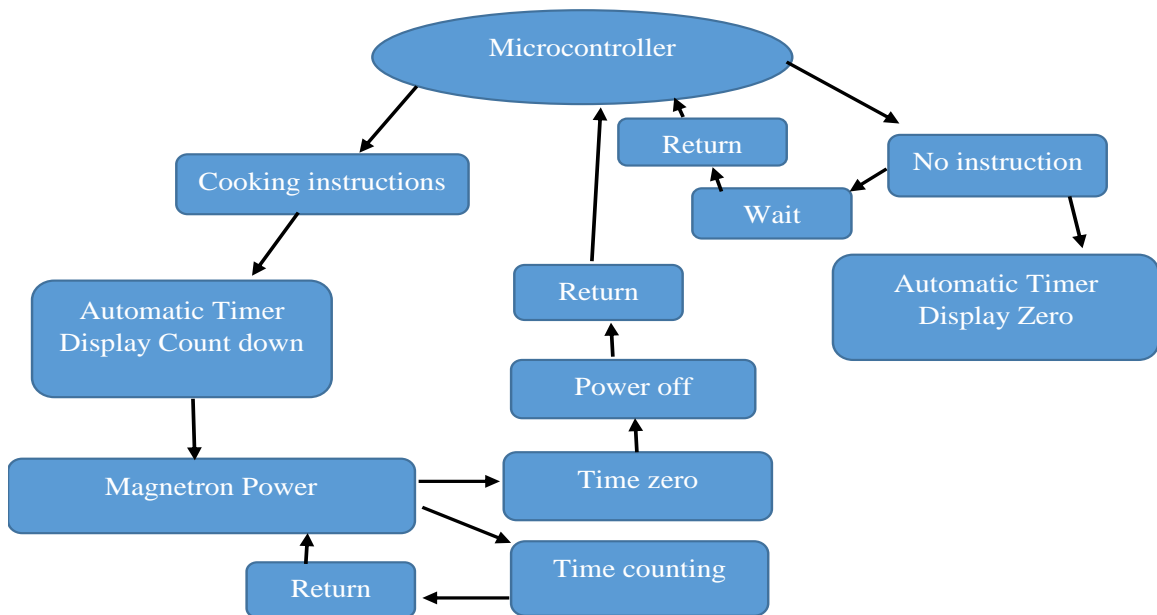 Microcontroller
Return
No instruction
Cooking instructions
Wait
Automatic Timer
Display Zero
Return
Automatic Timer
Display Count down
Power off
Magnetron Power
Time zero
Time counting
Return